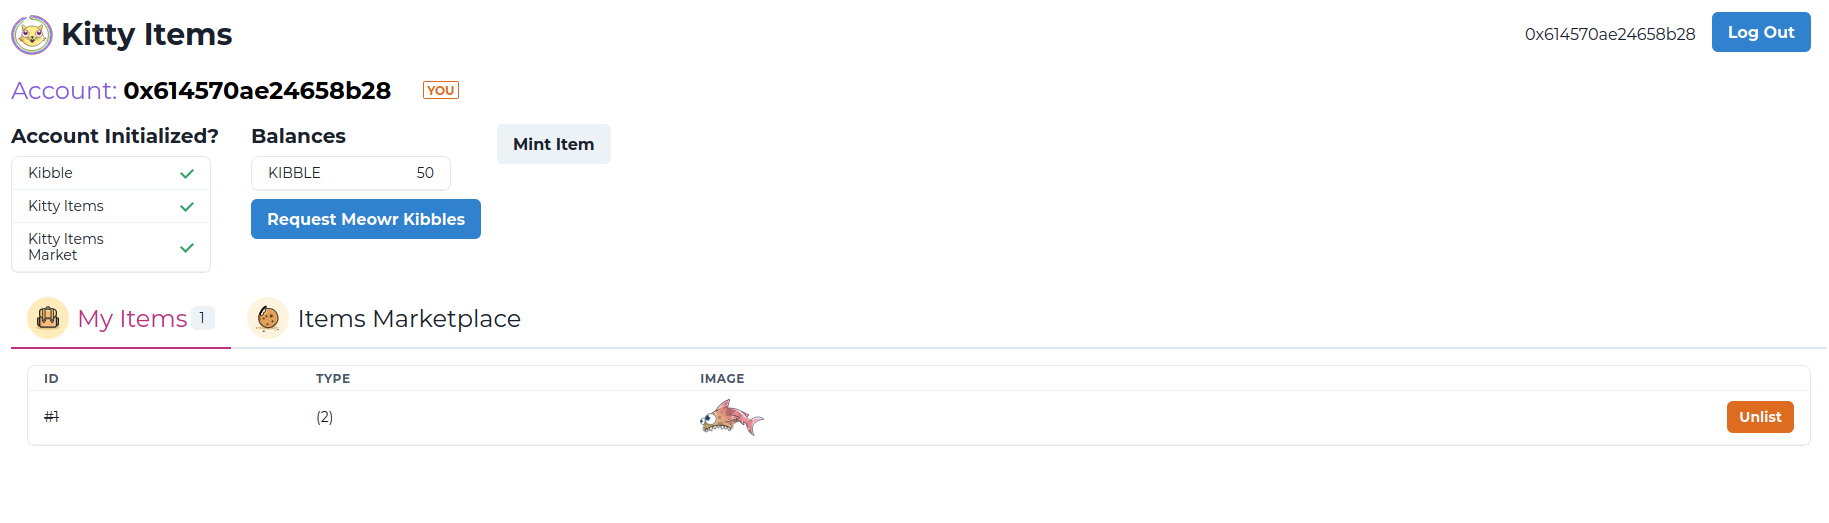 Kitty Items
0x614570ae24658b28
Log Out
Account: 0x614570ae24658b28
YOU
Account Initialized?
Kibble
Kitty Items
Kitty Items
Market
Balances
KIBBLE 50
Request Meowr Kibbles
Mint Item
My Items 1
Items Marketplace
ID TYPE IMAGE
#1 (2)
Unlist